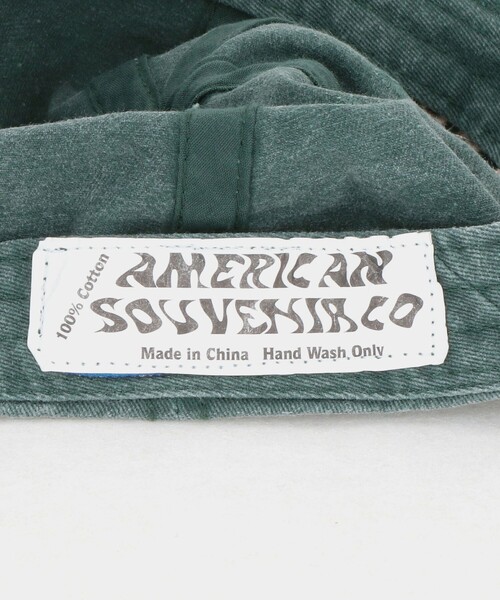 100% Cotton
AMERICAN
SOUVENIR CO
Made in China Hand Wash Only